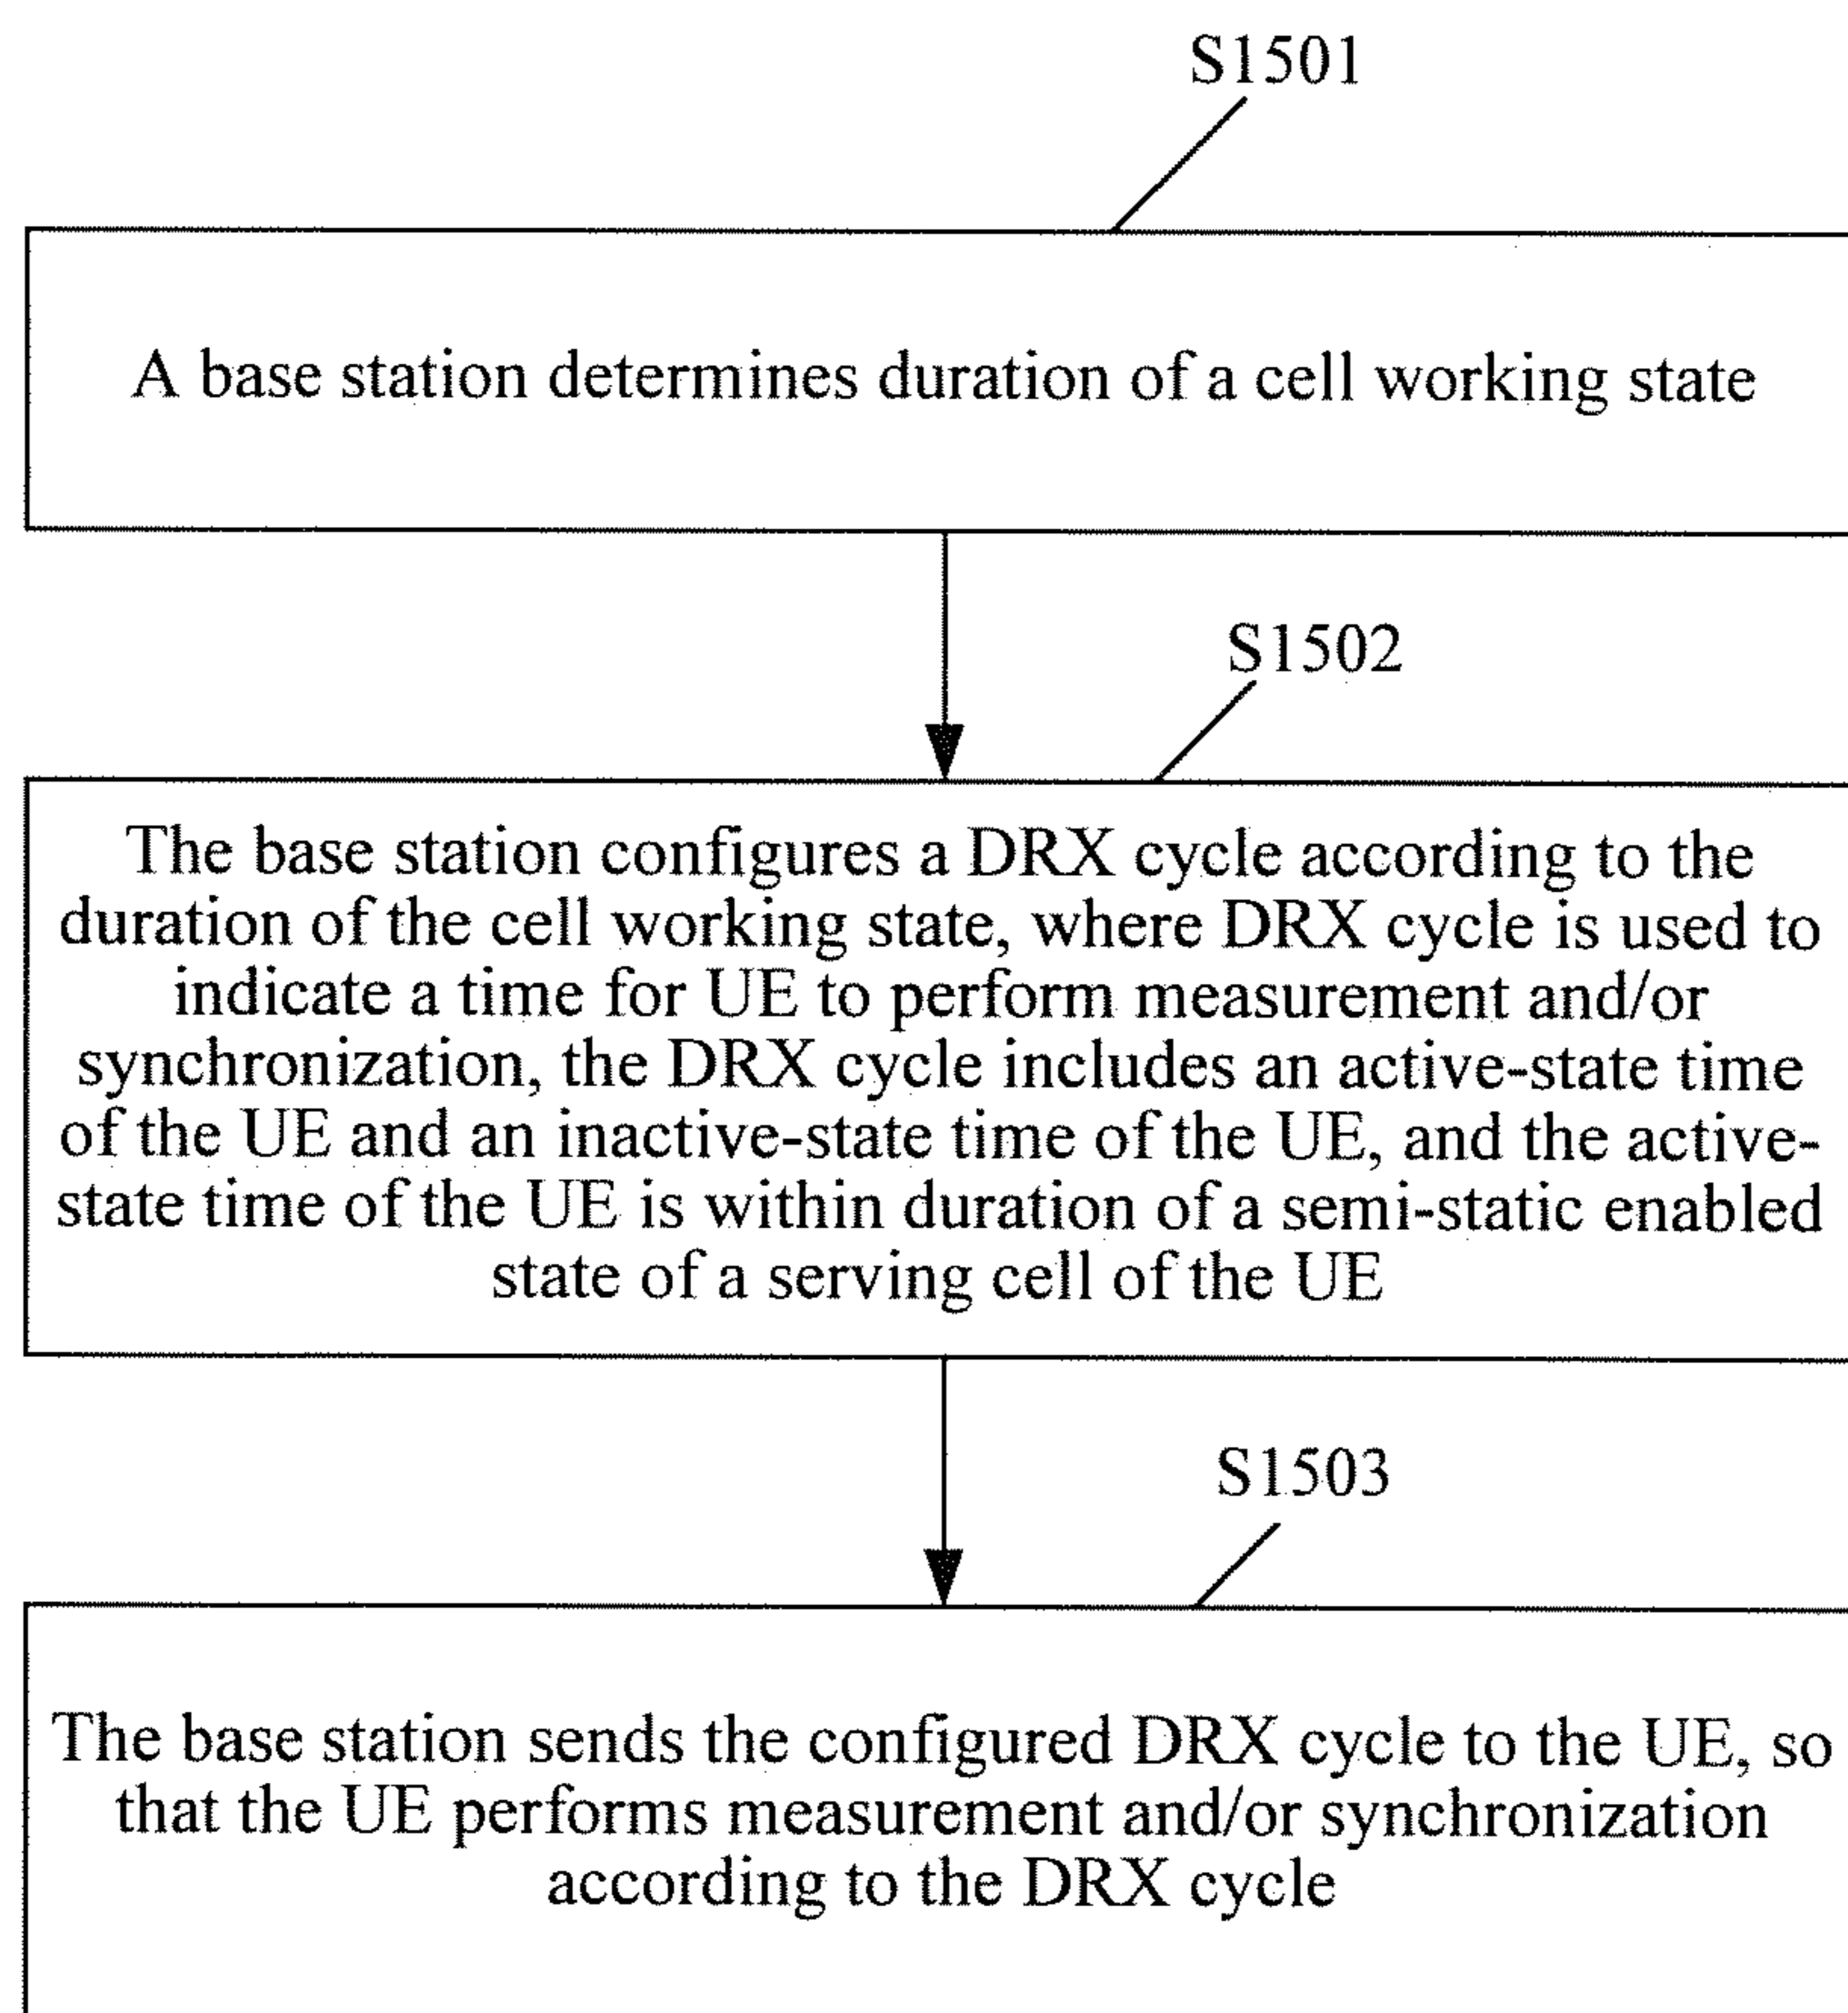 S1501
A base station determines duration of a cell working state
S1502
The base station configures a DRX cycle according to the
duration of the cell working state, where DRX cycle is used to
indicate a time for UE to perform measurement and/or
synchronization, the DRX cycle includes an active-state time
of the UE and an inactive-state time of the UE, and the active-
state time of the UE is within duration of a semi-static enabled
state of a serving cell of the UE
S1503
The base station sends the configured DRX cycle to the UE, so
that the UE performs measurement and/or synchronization
according to the DRX cycle